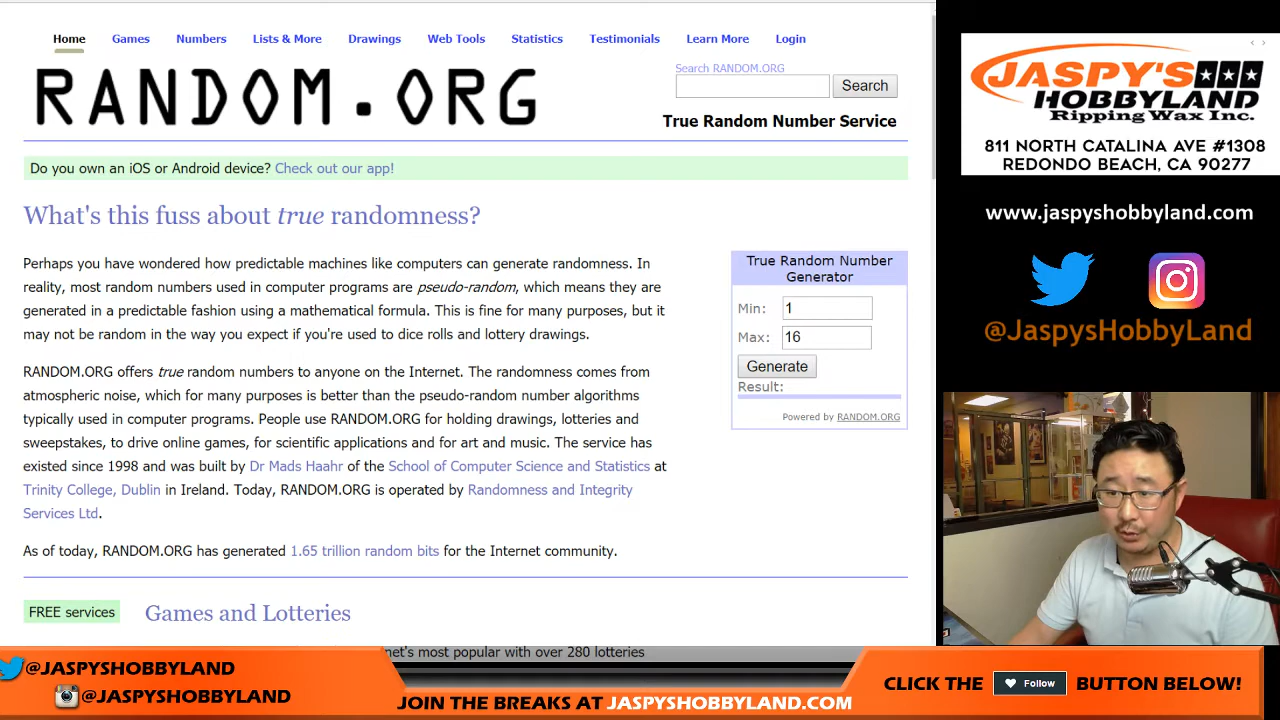 Home Games Numbers Lists & More Drawings Web Tools Statistics Testimonials Learn More Login
RANDOM.ORG
Search RANDOM.ORG
Search
True Random Number Service
Do you own an iOS or Android device? Check out our app!
What's this fuss about true randomness?
Perhaps you have wondered how predictable machines like computers can generate randomness. In
reality, most random numbers used in computer programs are pseudo-random, which means they are
generated in a predictable fashion using a mathematical formula. This is fine for many purposes, but it
may not be random in the way you expect if you're used to dice rolls and lottery drawings.
RANDOM.ORG offers true random numbers to anyone on the Internet. The randomness comes from
atmospheric noise, which for many purposes is better than the pseudo-random number algorithms
typically used in computer programs. People use RANDOM.ORG for holding drawings, lotteries and
sweepstakes, to drive online games, for scientific applications and for art and music. The service has
existed since 1998 and was built by Dr Mads Haahr of the School of Computer Science and Statistics at
Trinity College, Dublin in Ireland. Today, RANDOM.ORG is operated by Randomness and Integrity
Services Ltd.
As of today, RANDOM.ORG has generated 1.65 trillion random bits for the Internet community.
True Random Number
Generator
Min: 1
Max: 16
Generate
Result:
Powered by RANDOM.ORG
FREE services
Games and Lotteries
net's most popular with over 280 lotteries
JASPY'S
HOBBYLAND
Ripping Wax Inc.
811 NORTH CATALINA AVE #1308
REDONDO BEACH, CA 90277
www.jaspyshobbyland.com
@JaspysHobbyLand
@JASPYSHOBBYLAND
@JASPYSHOBBYLAND
JOIN THE BREAKS AT JASPYSHOBBYLAND.COM
CLICK THE Follow BUTTON BELOW!